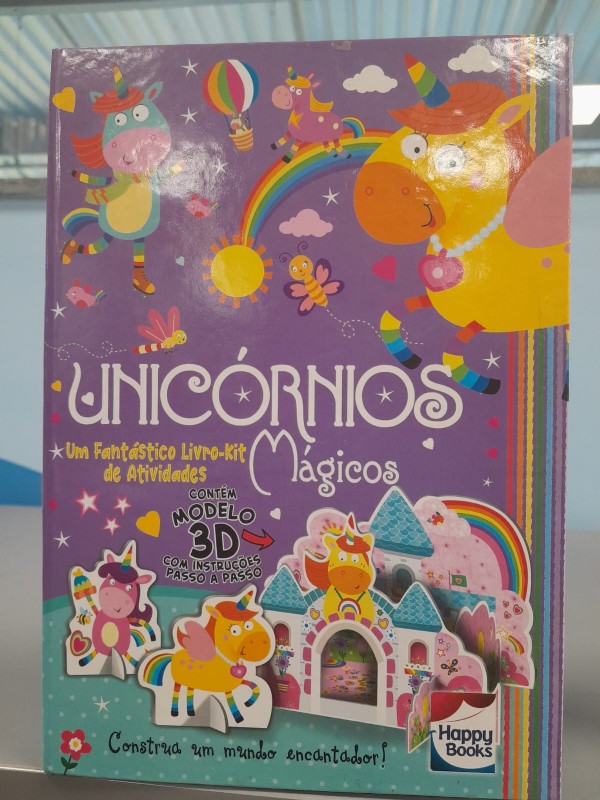 UNICÓRNIOS
Mágicos
Um Fantástico Livro-Kit
de Atividades
CONTÉM
MODELO
3D
COM INSTRUÇÕES
PASSO A PASSO
Construa um mundo encantador!
Happy
Books